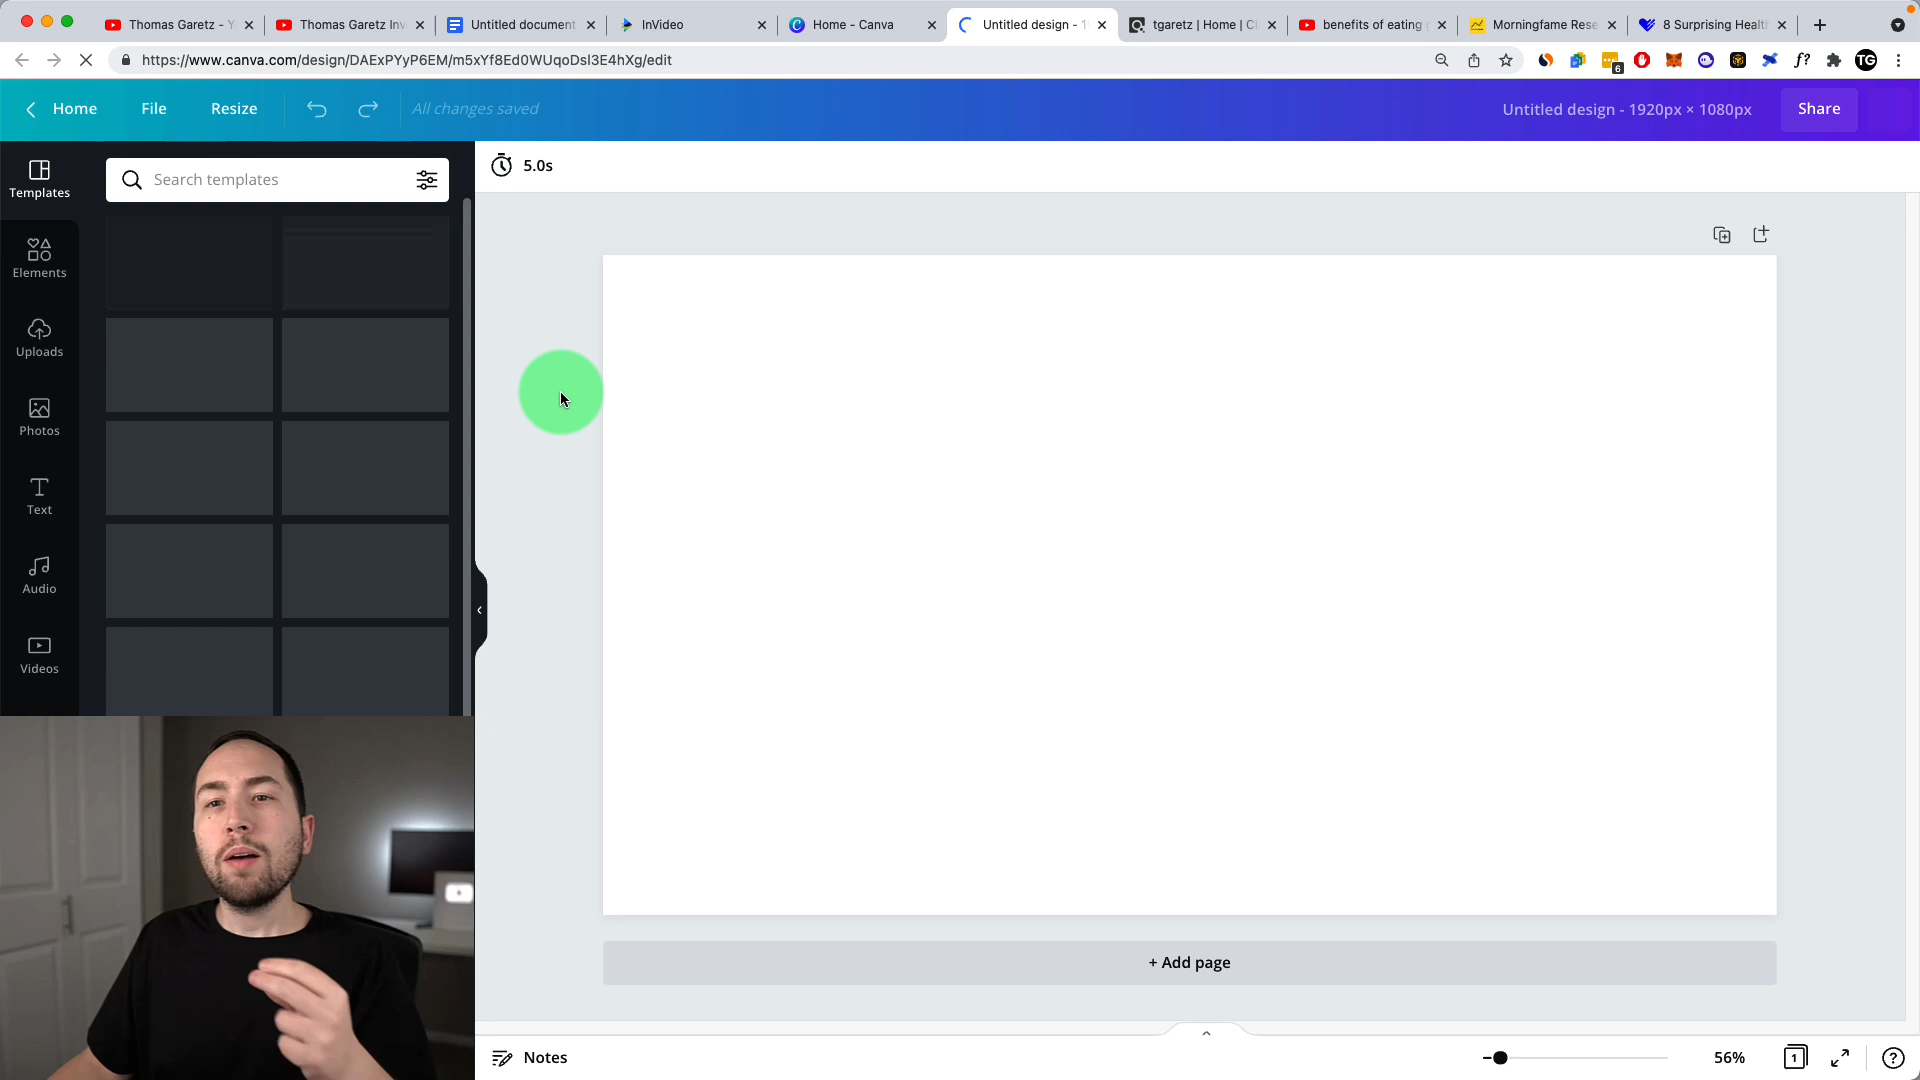 Thomas Garetz - Y
Thomas Garetz Inv
Untitled document
InVideo
Home - Canva
Untitled design - 1
tgaretz | Home | C
benefits of eating
Morningfame Rese
8 Surprising Healt
https://www.canva.com/design/DAExPYyP6EM/m5xYf8Ed0WUqoDsI3E4hXg/edit
6
f?
TG
Home
File
Resize
All changes saved
Untitled design - 1920px × 1080px
Share
Templates
Search templates
5.0s
Elements
Uploads
Photos
Text
Audio
Videos
+ Add page
Notes
56%
1
?